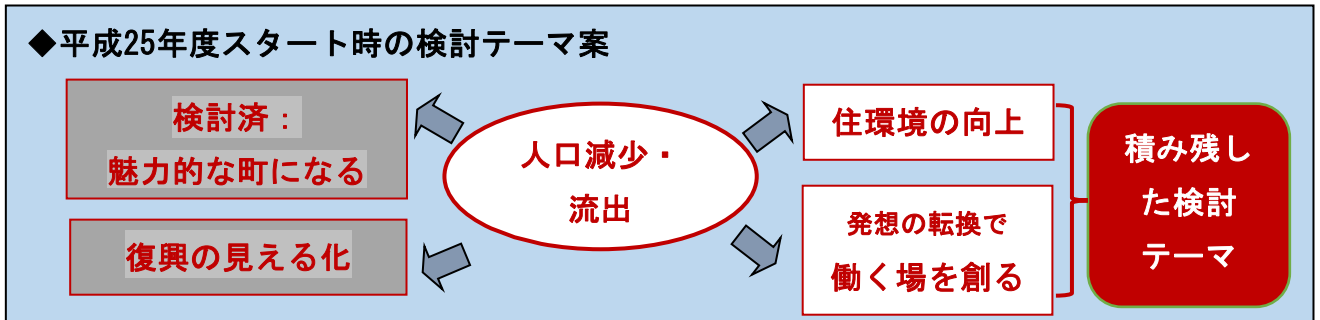 ◆平成25年度スタート時の検討テーマ案
検討済：
魅力的な町になる
復興の見える化
人口減少・
流出
住環境の向上
発想の転換で
働く場を創る
積み残し
た検討
テーマ